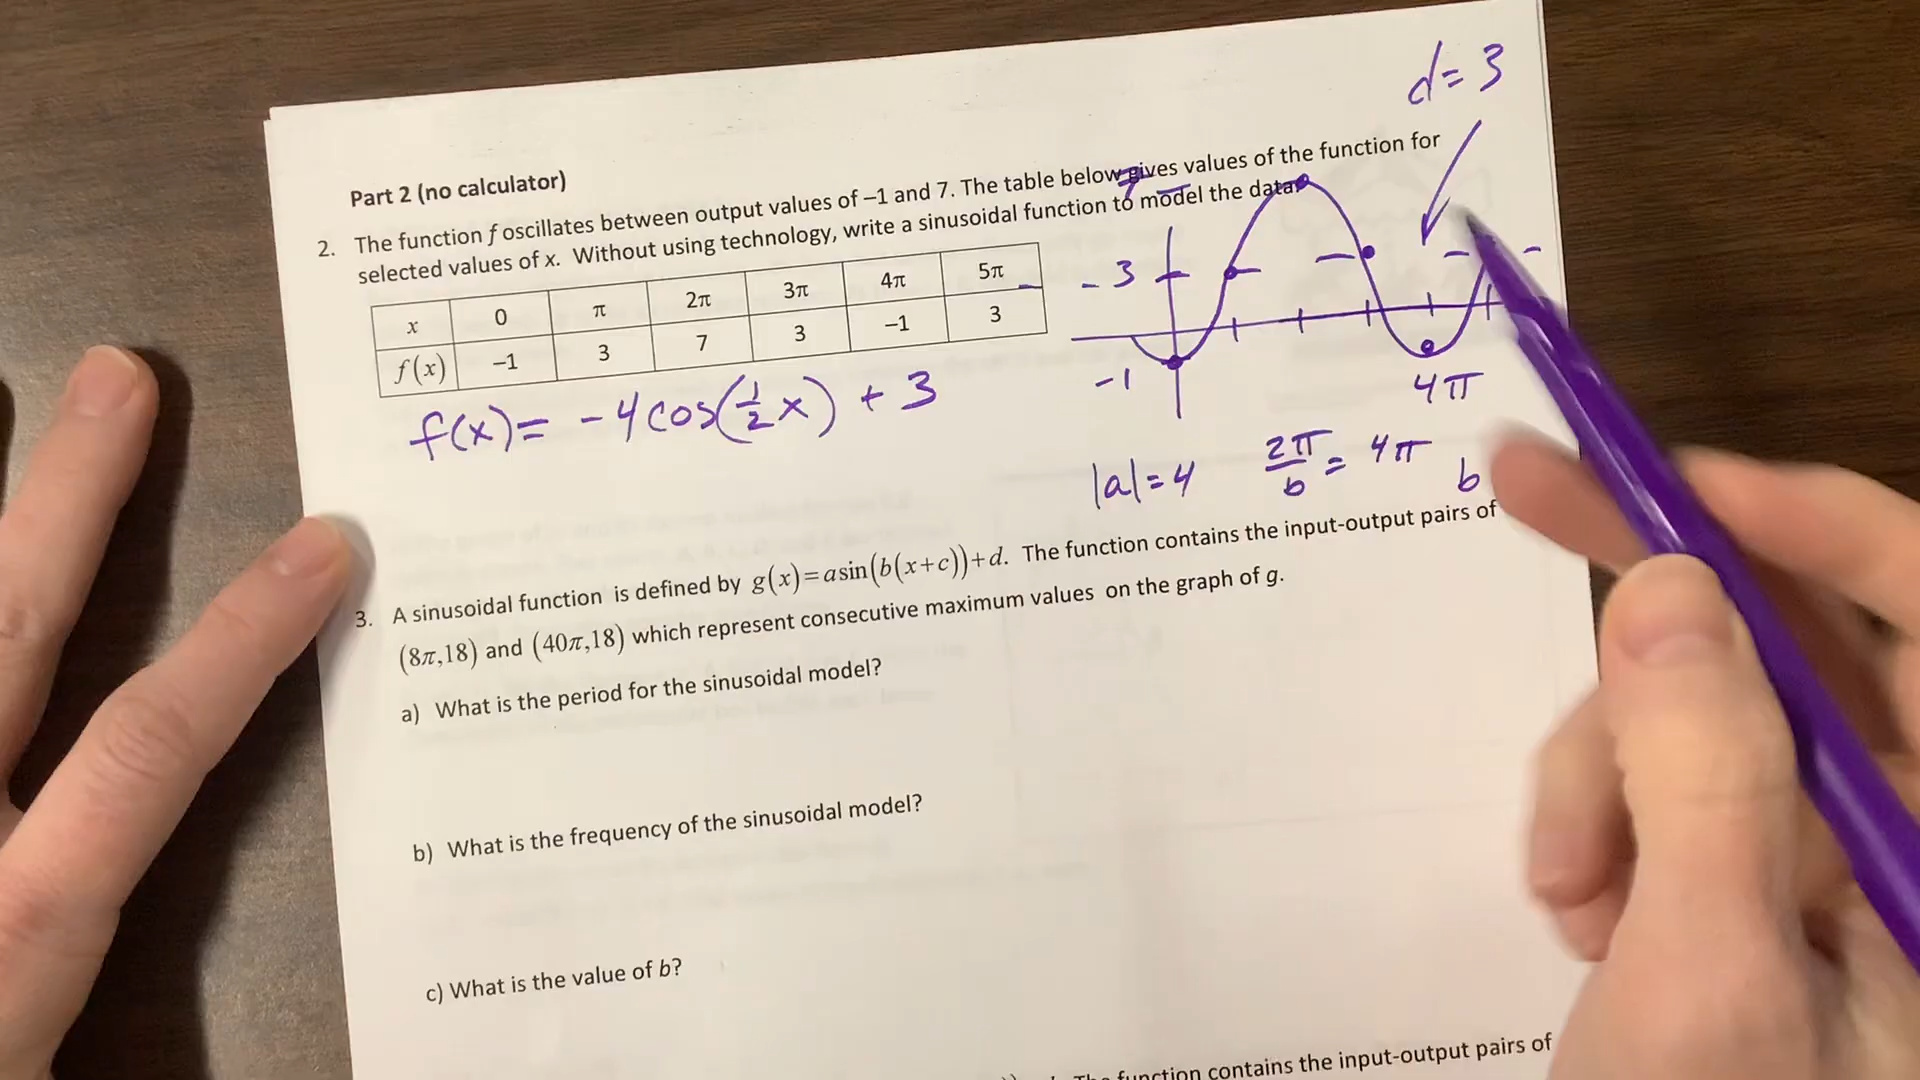 d = 3
Part 2 (no calculator)
2. The function f oscillates between output values of –1 and 7. The table below gives values of the function for
selected values of x. Without using technology, write a sinusoidal function to model the data.
x 0 π 2π 3π 4π 5π
f(x) –1 3 7 3 –1 3
7
3
-1
4π
f(x) = -4cos(1/2 x) + 3
|a| = 4 2π/b = 4π b
3. A sinusoidal function is defined by g(x)=asin(b(x+c))+d. The function contains the input-output pairs of
(8π,18) and (40π,18) which represent consecutive maximum values on the graph of g.
a) What is the period for the sinusoidal model?
b) What is the frequency of the sinusoidal model?
c) What is the value of b?
function contains the input-output pairs of